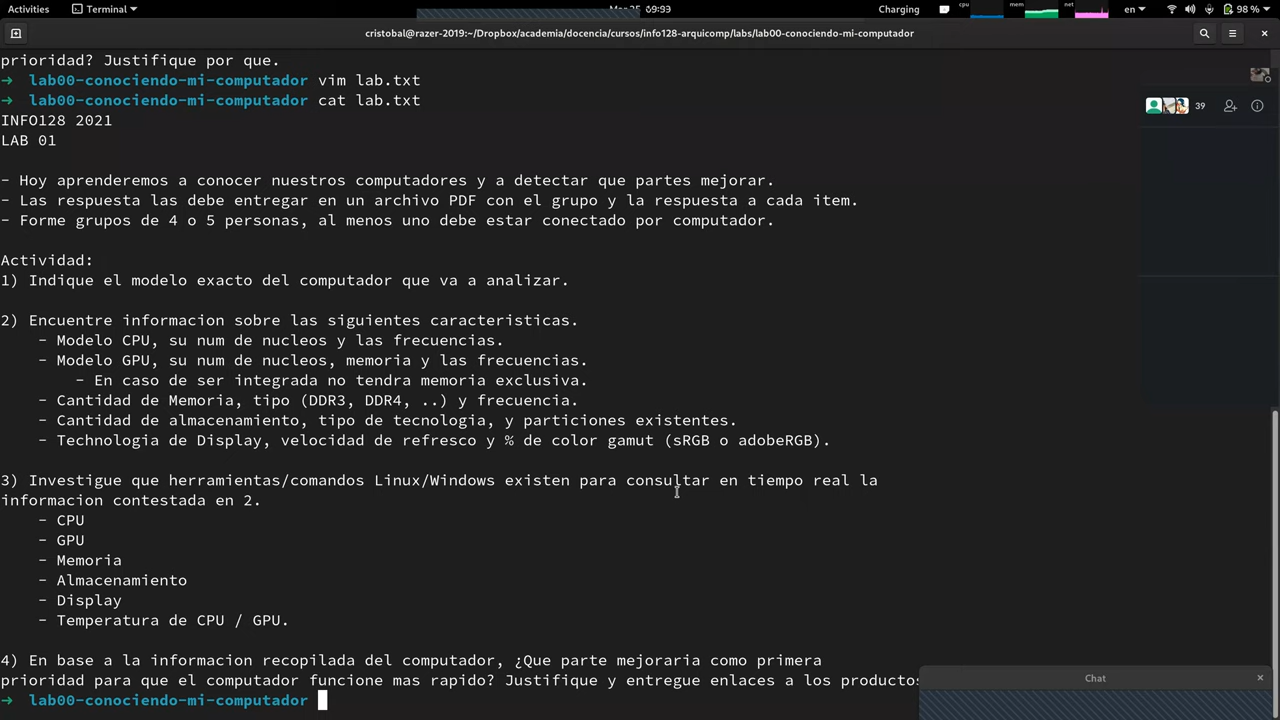 Activities Terminal Charging cpu mem net en 98 %
cristobal@razer-2019:~/Dropbox/academia/docencia/cursos/info128-arquicomp/labs/lab00-conociendo-mi-computador
prioridad? Justifique por que.
➜ lab00-conociendo-mi-computador vim lab.txt
➜ lab00-conociendo-mi-computador cat lab.txt
39
INFO128 2021
LAB 01
- Hoy aprenderemos a conocer nuestros computadores y a detectar que partes mejorar.
- Las respuesta las debe entregar en un archivo PDF con el grupo y la respuesta a cada item.
- Forme grupos de 4 o 5 personas, al menos uno debe estar conectado por computador.
Actividad:
1) Indique el modelo exacto del computador que va a analizar.
2) Encuentre informacion sobre las siguientes caracteristicas.
- Modelo CPU, su num de nucleos y las frecuencias.
- Modelo GPU, su num de nucleos, memoria y las frecuencias.
- En caso de ser integrada no tendra memoria exclusiva.
- Cantidad de Memoria, tipo (DDR3, DDR4, ..) y frecuencia.
- Cantidad de almacenamiento, tipo de tecnologia, y particiones existentes.
- Technologia de Display, velocidad de refresco y % de color gamut (sRGB o adobeRGB).
3) Investigue que herramientas/comandos Linux/Windows existen para consultar en tiempo real la
informacion contestada en 2.
- CPU
- GPU
- Memoria
- Almacenamiento
- Display
- Temperatura de CPU / GPU.
4) En base a la informacion recopilada del computador, ¿Que parte mejoraria como primera
prioridad para que el computador funcione mas rapido? Justifique y entregue enlaces a los productos
Chat
➜ lab00-conociendo-mi-computador